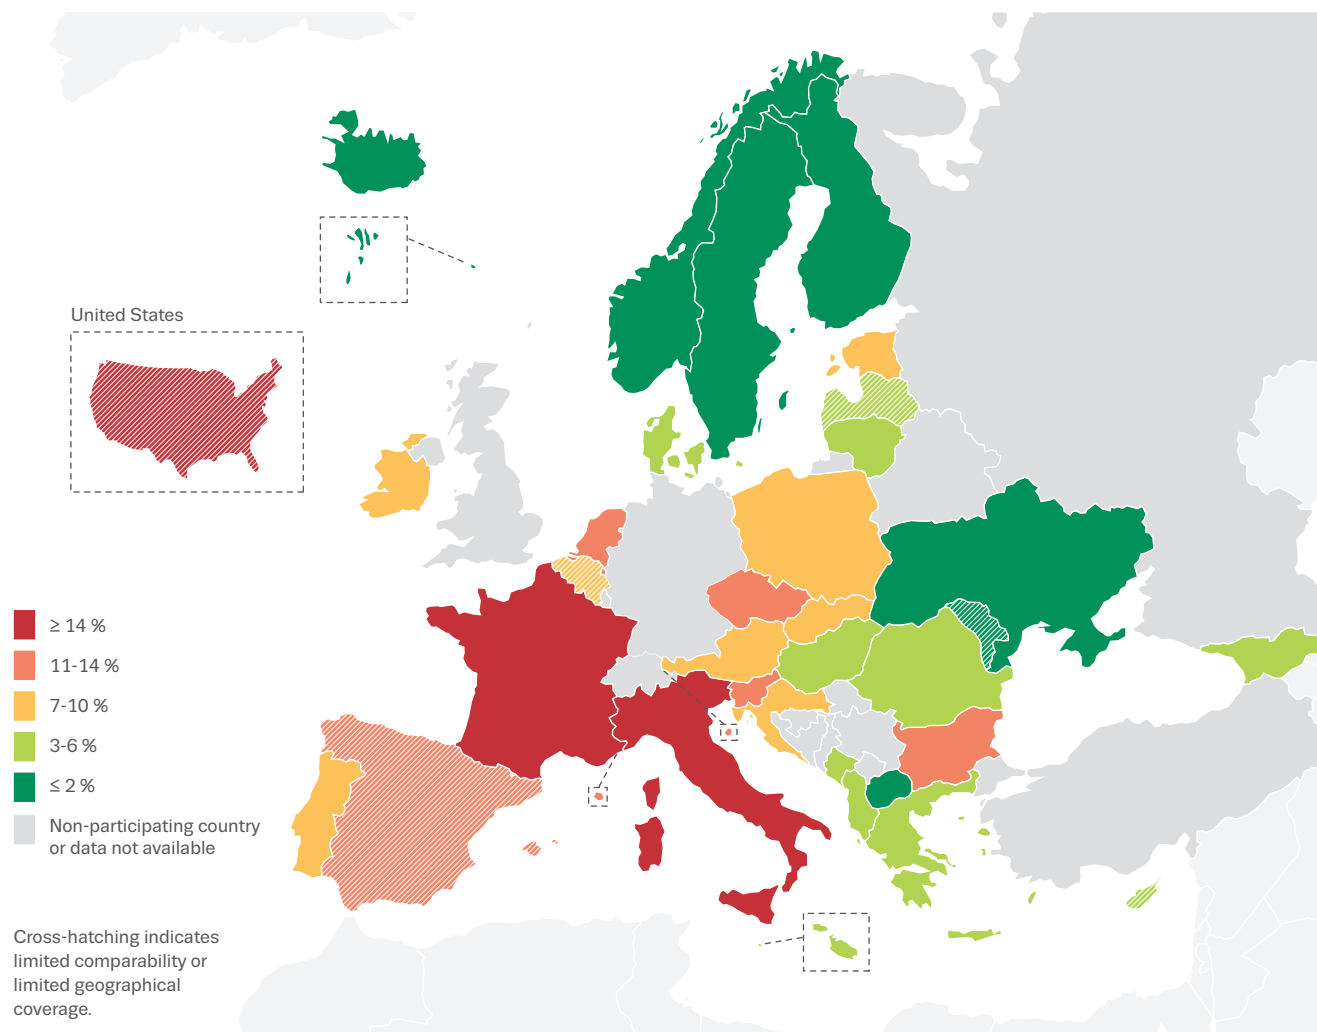 United States
≥ 14 %
11-14 %
7-10 %
3-6 %
≤ 2 %
Non-participating country
or data not available
Cross-hatching indicates
limited comparability or
limited geographical
coverage.